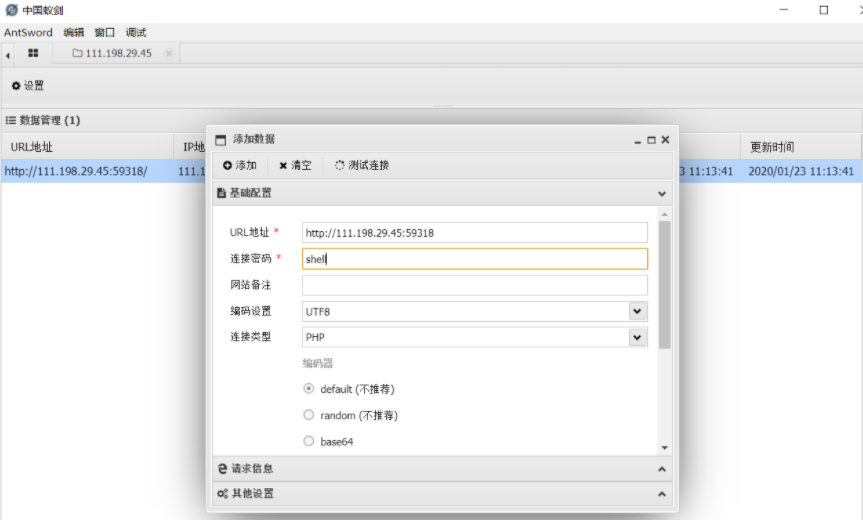 中国蚁剑
AntSword 编辑 窗口 调试
111.198.29.45
设置
数据管理 (1)
URL地址 IP地 更新时间
http://111.198.29.45:59318/ 111.1 3 11:13:41 2020/01/23 11:13:41
添加数据
添加 清空 测试连接
基础配置
URL地址 * http://111.198.29.45:59318
连接密码 * shell
网站备注
编码设置 UTF8
连接类型 PHP
编码器
default (不推荐)
random (不推荐)
base64
请求信息
其他设置